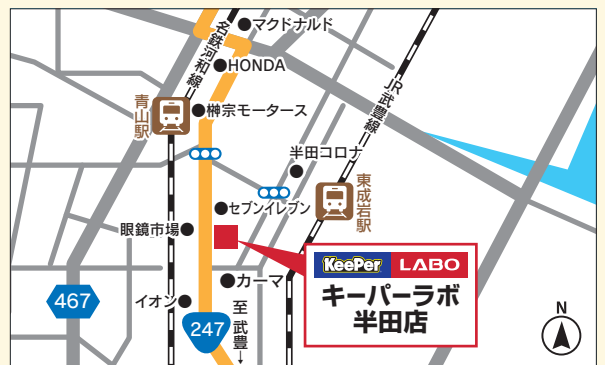 マクドナルド
名鉄河和線
HONDA
JR武豊線
青山駅
榊宗モータース
半田コロナ
東成岩駅
セブンイレブン
眼鏡市場
KeePer LABO
キーパーラボ
半田店
カーマ
467
イオン
247
至武豊
N